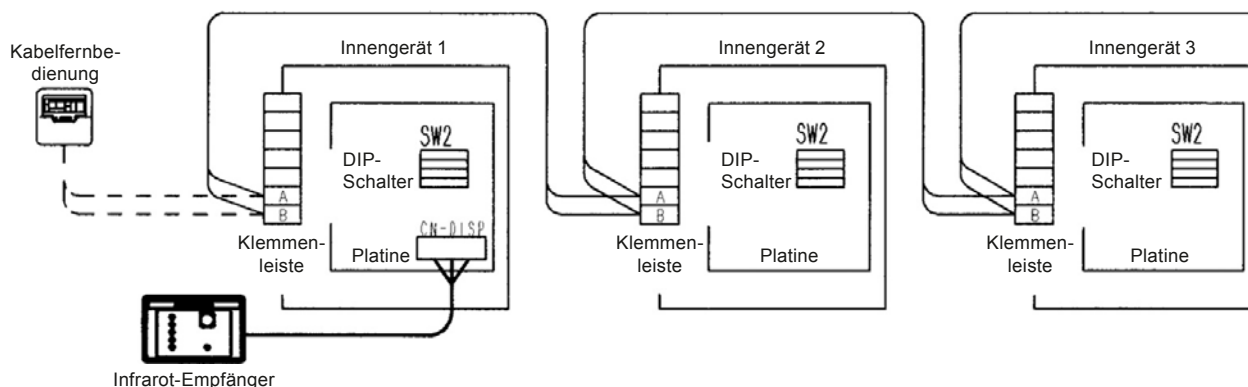 Kabelfernbe-
dienung
Innengerät 1
SW2
DIP-
Schalter
A
B
CN-DISP
Klemmen-
leiste
Platine
Infrarot-Empfänger
Innengerät 2
SW2
DIP-
Schalter
A
B
Klemmen-
leiste
Platine
Innengerät 3
SW2
DIP-
Schalter
A
B
Klemmen-
leiste
Platine